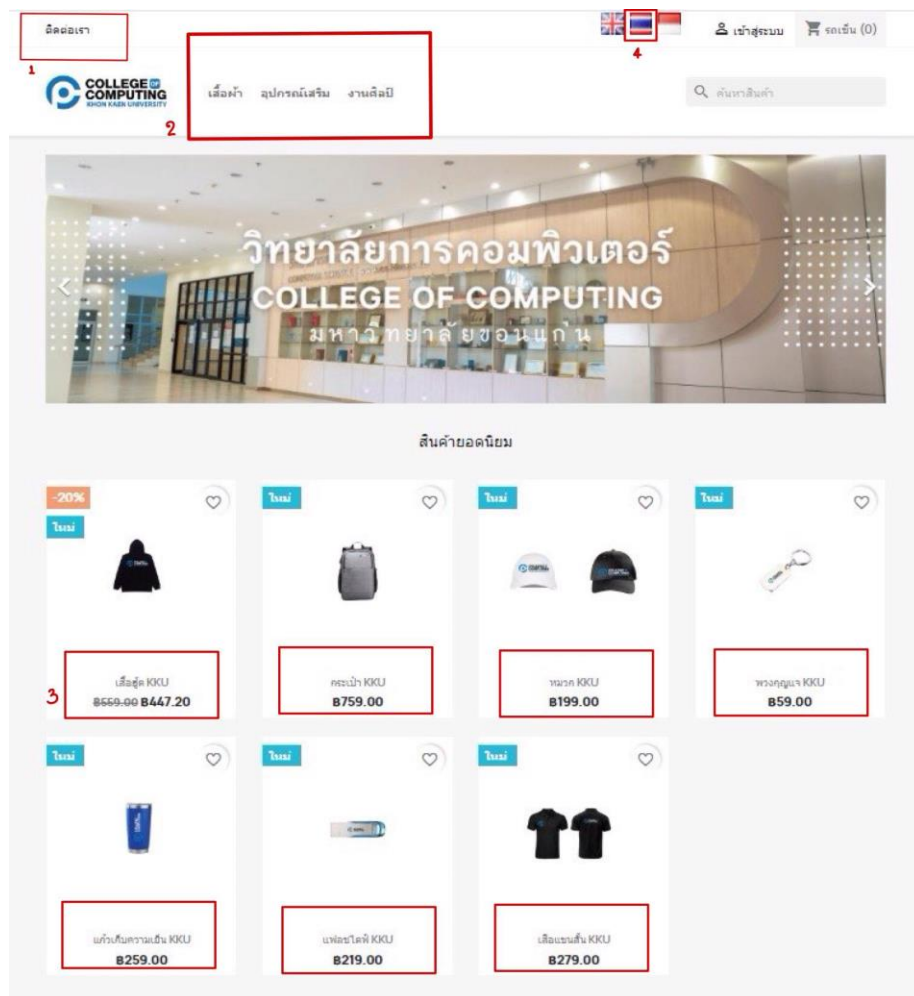 ติดต่อเรา
เข้าสู่ระบบ
รถเข็น (0)
1
4
COLLEGE OF
COMPUTING
KHON KAEN UNIVERSITY
เสื้อผ้า อุปกรณ์เสริม งานศิลป์
ค้นหาสินค้า
2
วิทยาลัยการคอมพิวเตอร์
COLLEGE OF COMPUTING
มหาวิทยาลัยขอนแก่น
สินค้ายอดนิยม
-20%
ใหม่
ใหม่
ใหม่
ใหม่
3
เสื้อฮู้ด KKU
฿559.00 ฿447.20
กระเป๋า KKU
฿759.00
หมวก KKU
฿199.00
พวงกุญแจ KKU
฿59.00
ใหม่
ใหม่
ใหม่
แก้วเก็บความเย็น KKU
฿259.00
แฟลชไดฟ์ KKU
฿219.00
เสื้อแขนสั้น KKU
฿279.00